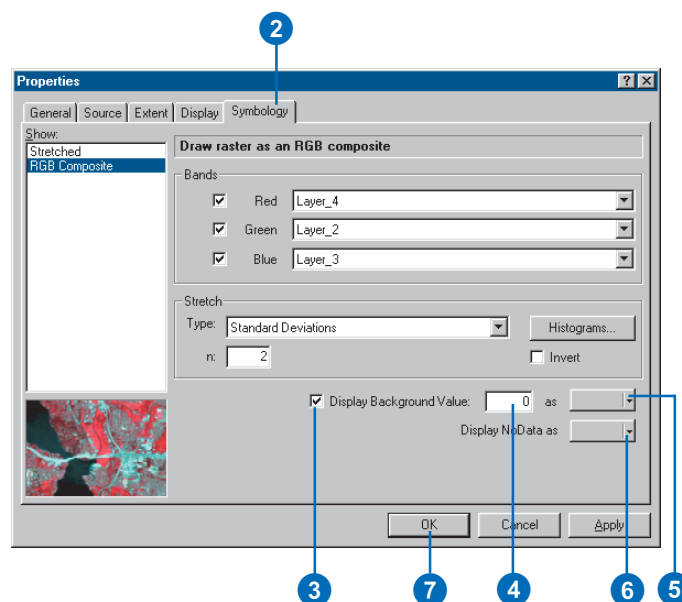 2
Properties
General Source Extent Display Symbology
Show:
Stretched
RGB Composite
Draw raster as an RGB composite
Bands
Red Layer_4
Green Layer_2
Blue Layer_3
Stretch
Type: Standard Deviations Histograms...
n: 2 Invert
Display Background Value: 0 as
Display NoData as
OK Cancel Apply
3 7 4 6 5